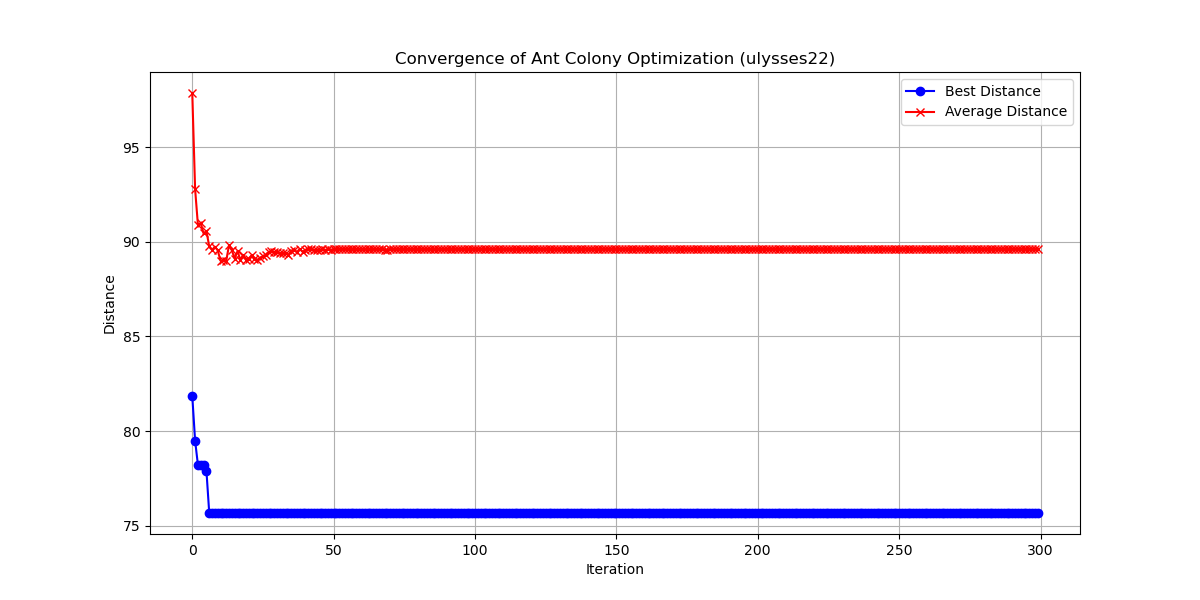 Convergence of Ant Colony Optimization (ulysses22)
Best Distance
Average Distance
95
90
85
80
75
Distance
0
50
100
150
200
250
300
Iteration